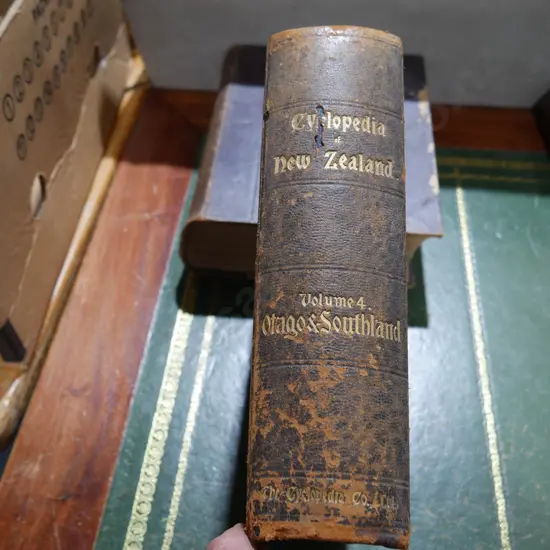 Cyclopedia
of
New Zealand
Volume 4.
Otago & Southland
The Cyclopedia Co. Ltd.